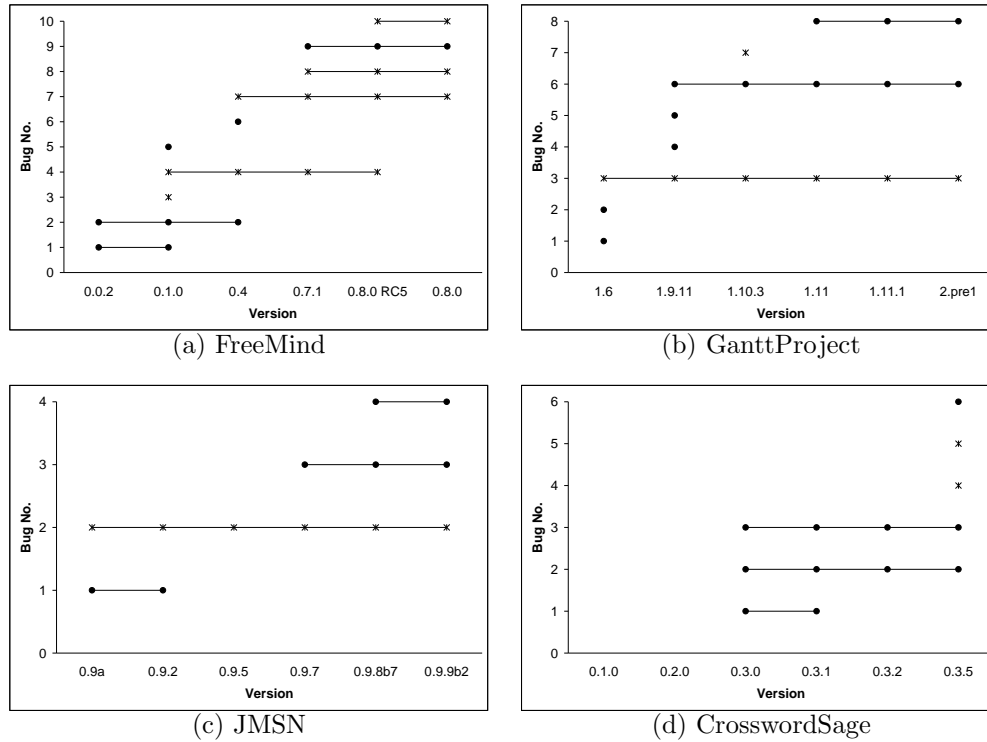 10
9
8
7
6
5
4
3
2
1
0
Bug No.
0.0.2 0.1.0 0.4 0.7.1 0.8.0 RC5 0.8.0
Version
(a) FreeMind
8
7
6
5
4
3
2
1
0
Bug No.
1.6 1.9.11 1.10.3 1.11 1.11.1 2.pre1
Version
(b) GanttProject
4
3
2
1
0
Bug No.
0.9a 0.9.2 0.9.5 0.9.7 0.9.8b7 0.9.9b2
Version
(c) JMSN
6
5
4
3
2
1
0
Bug No.
0.1.0 0.2.0 0.3.0 0.3.1 0.3.2 0.3.5
Version
(d) CrosswordSage